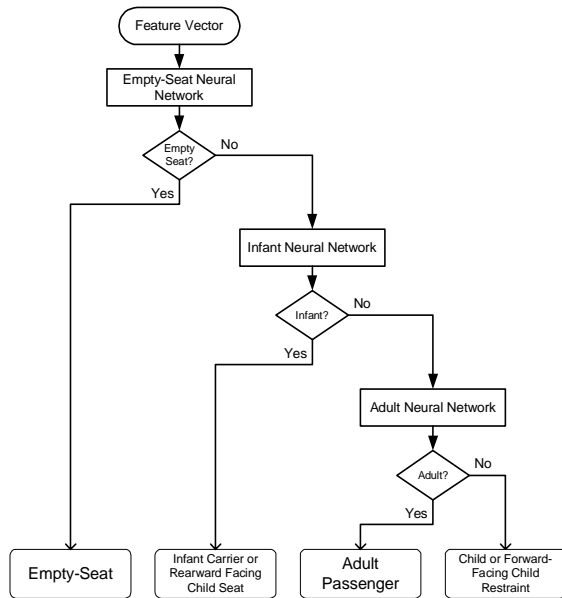 Feature Vector
Empty-Seat Neural
Network
Empty
Seat?
No
Yes
Infant Neural Network
Infant?
No
Yes
Adult Neural Network
Adult?
No
Yes
Empty-Seat
Infant Carrier or
Rearward Facing
Child Seat
Adult
Passenger
Child or Forward-
Facing Child
Restraint